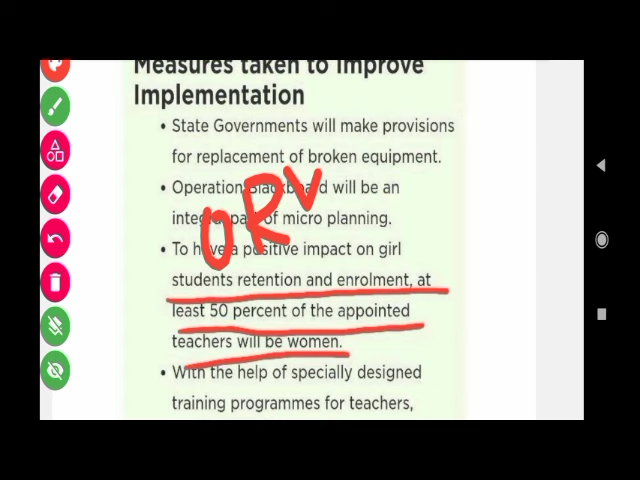 Measures taken to Improve
Implementation
• State Governments will make provisions
for replacement of broken equipment.
• Operation Blackboard will be an
integral part of micro planning.
• To have a positive impact on girl
students retention and enrolment, at
least 50 percent of the appointed
teachers will be women.
• With the help of specially designed
training programmes for teachers,
ORV